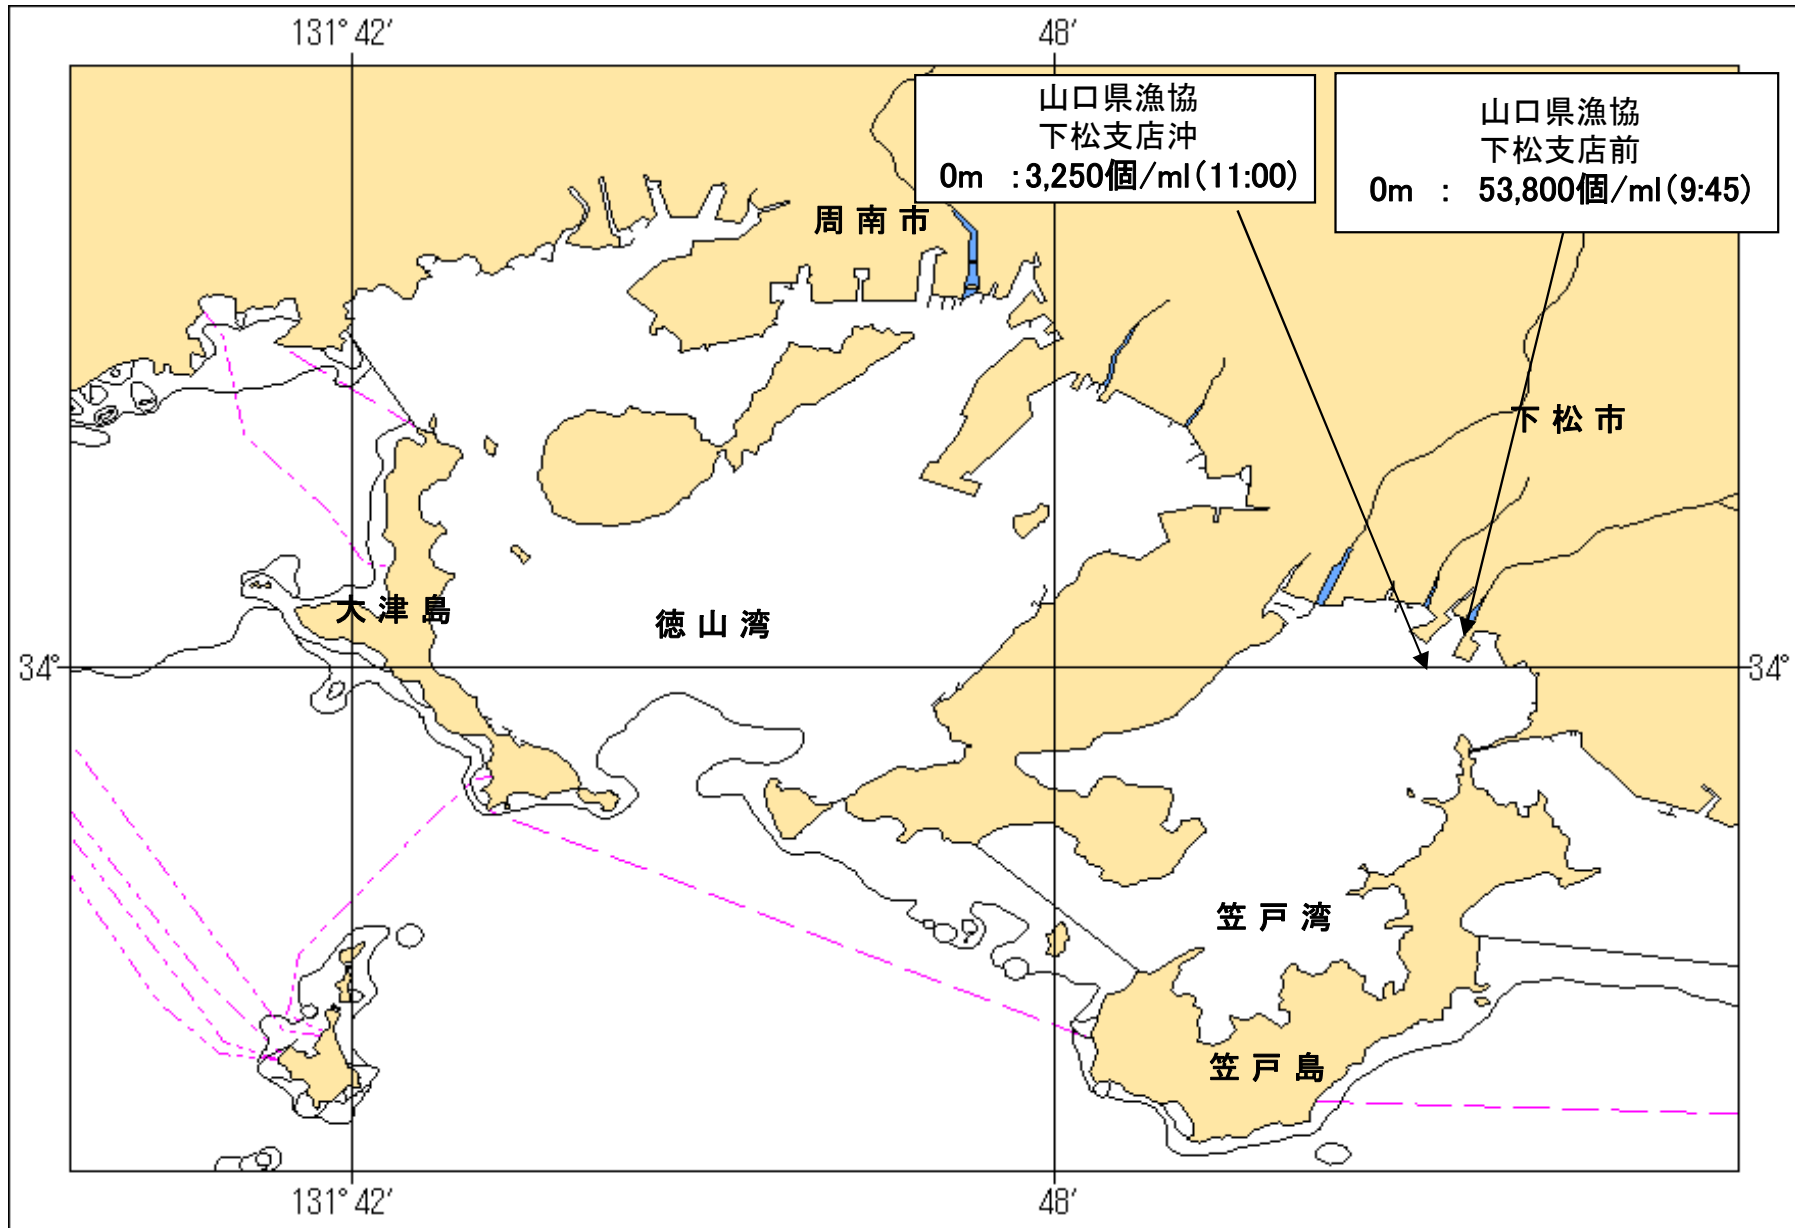 131° 42′
48′
山口県漁協
下松支店沖
0m :3,250個/ml(11:00)
山口県漁協
下松支店前
0m : 53,800個/ml(9:45)
周南市
下松市
大津島
徳山湾
34°
34°
笠戸湾
笠戸島
131° 42′
48′